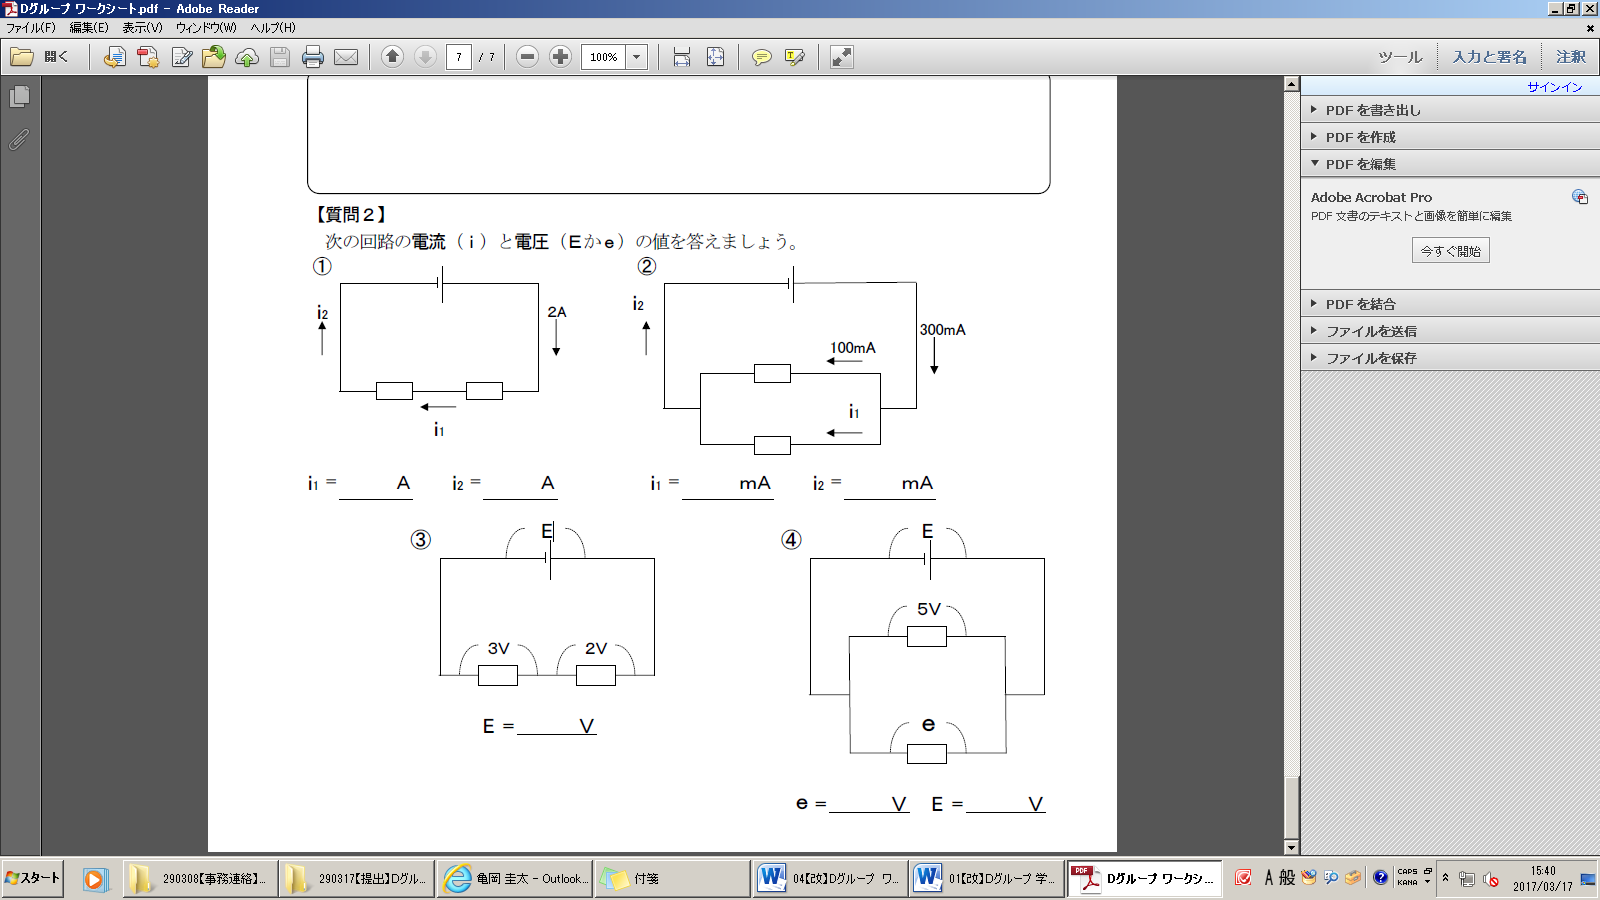 Dグループ ワークシート.pdf - Adobe Reader
ファイル(F) 編集(E) 表示(V) ウィンドウ(W) ヘルプ(H)
開く 7 / 7 100% ツール 入力と署名 注釈
サインイン
PDF を書き出し
PDF を作成
PDF を編集
Adobe Acrobat Pro
PDF 文書のテキストと画像を簡単に編集
今すぐ開始
PDF を結合
ファイルを送信
ファイルを保存
【質問２】
次の回路の電流（ｉ）と電圧（Ｅかｅ）の値を答えましょう。
① ②
i2 2A i2 300mA
100mA
i1 i1
i1 = A i2 = A i1 = mA i2 = mA
③ E ④ E
5V
3V 2V
E = V e
e = V E = V
スタート 290308【事務連絡】... 290317【提出】Dグル... 亀岡 圭太 - Outlook... 付箋 04【改】Dグループ ワ... 01【改】Dグループ 学... Dグループ ワークシ... A 般 CAPS KANA 15:40
2017/03/17